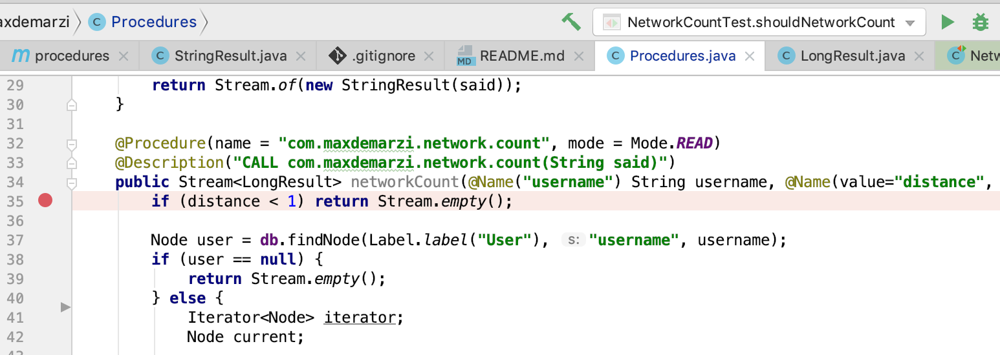 axdemarzi C Procedures NetworkCountTest.shouldNetworkCount
m procedures C StringResult.java .gitignore MD README.md C Procedures.java C LongResult.java C Netw
29 return Stream.of(new StringResult(said));
30 }
31
32 @Procedure(name = "com.maxdemarzi.network.count", mode = Mode.READ)
33 @Description("CALL com.maxdemarzi.network.count(String said)")
34 public Stream<LongResult> networkCount(@Name("username") String username, @Name(value="distance",
35 if (distance < 1) return Stream.empty();
36
37 Node user = db.findNode(Label.label("User"), s: "username", username);
38 if (user == null) {
39 return Stream.empty();
40 } else {
41 Iterator<Node> iterator;
42 Node current;